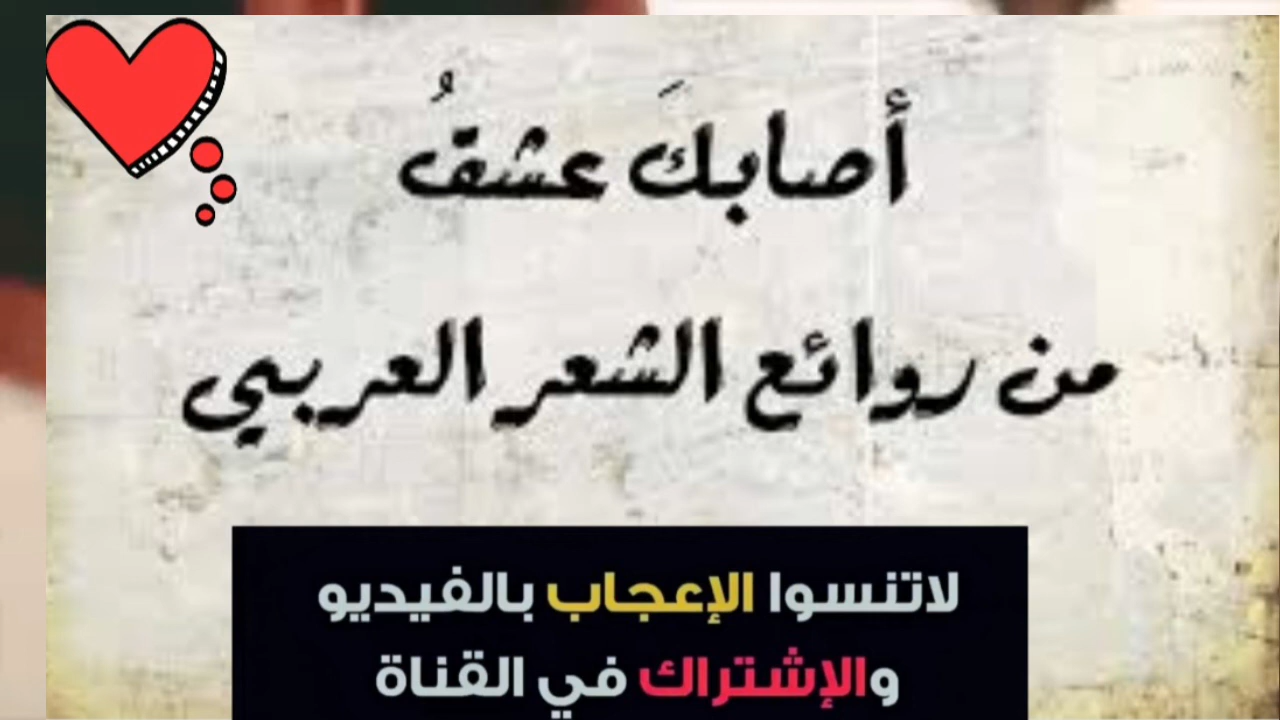 أصابكَ عشقُ
من روائع الشعر العربي
لاتنسوا الإعجاب بالفيديو
والإشتراك في القناة